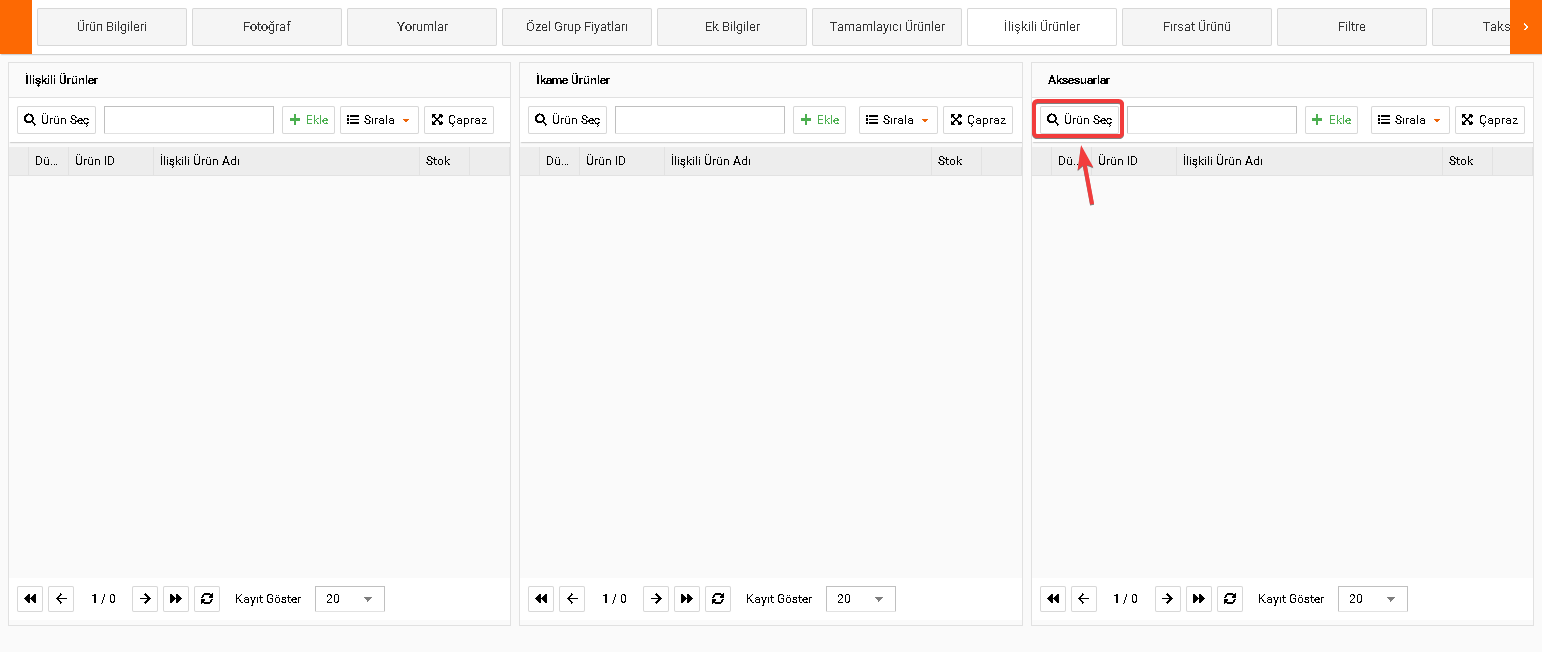 Ürün Bilgileri Fotoğraf Yorumlar Özel Grup Fiyatları Ek Bilgiler Tamamlayıcı Ürünler İlişkili Ürünler Fırsat Ürünü Filtre Taks
İlişkili Ürünler
Ürün Seç Ekle Sırala Çapraz
Dü... Ürün ID İlişkili Ürün Adı Stok
1 / 0 Kayıt Göster 20
İkame Ürünler
Ürün Seç Ekle Sırala Çapraz
Dü... Ürün ID İlişkili Ürün Adı Stok
1 / 0 Kayıt Göster 20
Aksesuarlar
Ürün Seç Ekle Sırala Çapraz
Dü... Ürün ID İlişkili Ürün Adı Stok
1 / 0 Kayıt Göster 20